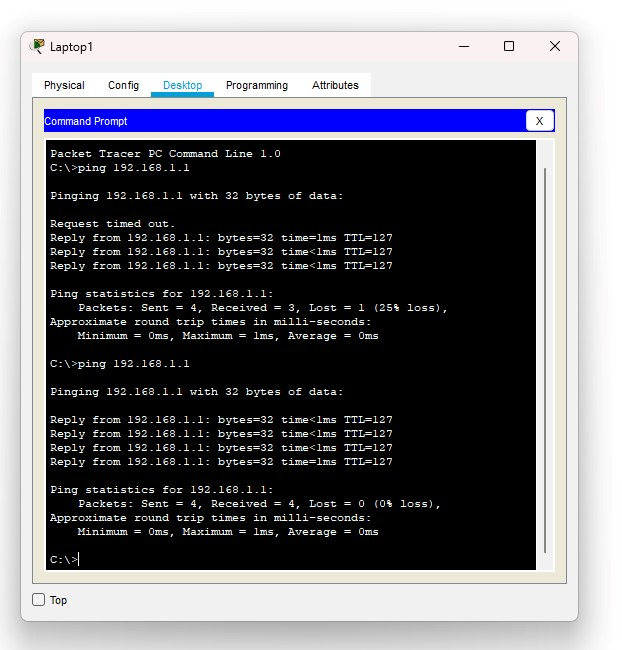 Laptop1
Physical Config Desktop Programming Attributes
Command Prompt X
Packet Tracer PC Command Line 1.0
C:\>ping 192.168.1.1
Pinging 192.168.1.1 with 32 bytes of data:
Request timed out.
Reply from 192.168.1.1: bytes=32 time=1ms TTL=127
Reply from 192.168.1.1: bytes=32 time<1ms TTL=127
Reply from 192.168.1.1: bytes=32 time<1ms TTL=127
Ping statistics for 192.168.1.1:
Packets: Sent = 4, Received = 3, Lost = 1 (25% loss),
Approximate round trip times in milli-seconds:
Minimum = 0ms, Maximum = 1ms, Average = 0ms
C:\>ping 192.168.1.1
Pinging 192.168.1.1 with 32 bytes of data:
Reply from 192.168.1.1: bytes=32 time<1ms TTL=127
Reply from 192.168.1.1: bytes=32 time<1ms TTL=127
Reply from 192.168.1.1: bytes=32 time<1ms TTL=127
Reply from 192.168.1.1: bytes=32 time<1ms TTL=127
Ping statistics for 192.168.1.1:
Packets: Sent = 4, Received = 4, Lost = 0 (0% loss),
Approximate round trip times in milli-seconds:
Minimum = 0ms, Maximum = 1ms, Average = 0ms
C:\>
Top